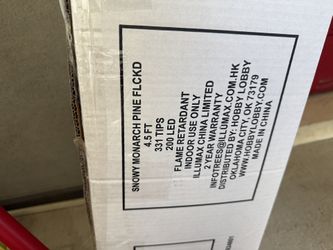 SNOWY MONARCH PINE FLCKD
4.5 FT
331 TIPS
200 LED
FLAME RETARDANT
INDOOR USE ONLY
ILLUMAX CHINA LIMITED
2 YEAR WARRANTY
INFOTREES@ILLUMAX.COM.HK
DISTRIBUTED BY: HOBBY LOBBY
OKLAHOMA CITY, OK 73179
WWW.HOBBYLOBBY.COM
MADE IN CHINA